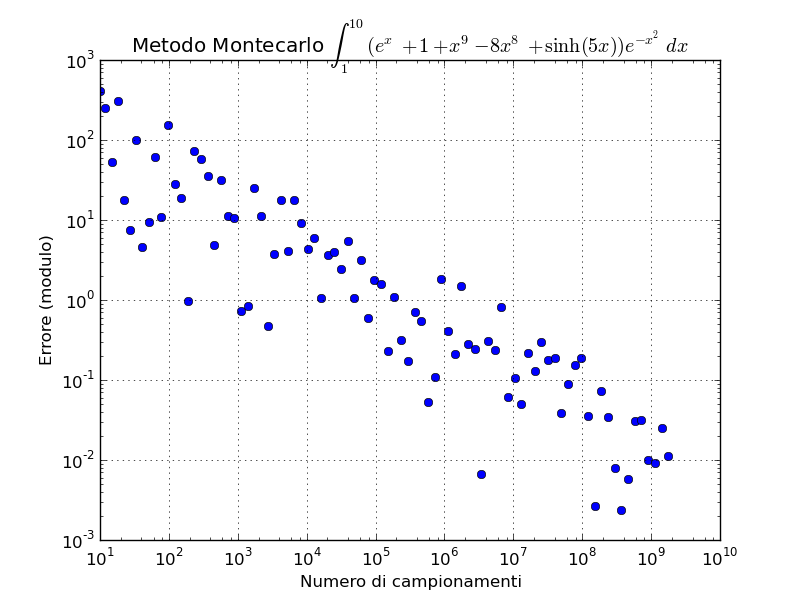 Metodo Montecarlo ∫₁¹⁰ (eˣ + 1 + x⁹ − 8x⁸ + sinh(5x))e^{−x²} dx
10³
10²
10¹
10⁰
10⁻¹
10⁻²
10⁻³
Errore (modulo)
10¹ 10² 10³ 10⁴ 10⁵ 10⁶ 10⁷ 10⁸ 10⁹ 10¹⁰
Numero di campionamenti